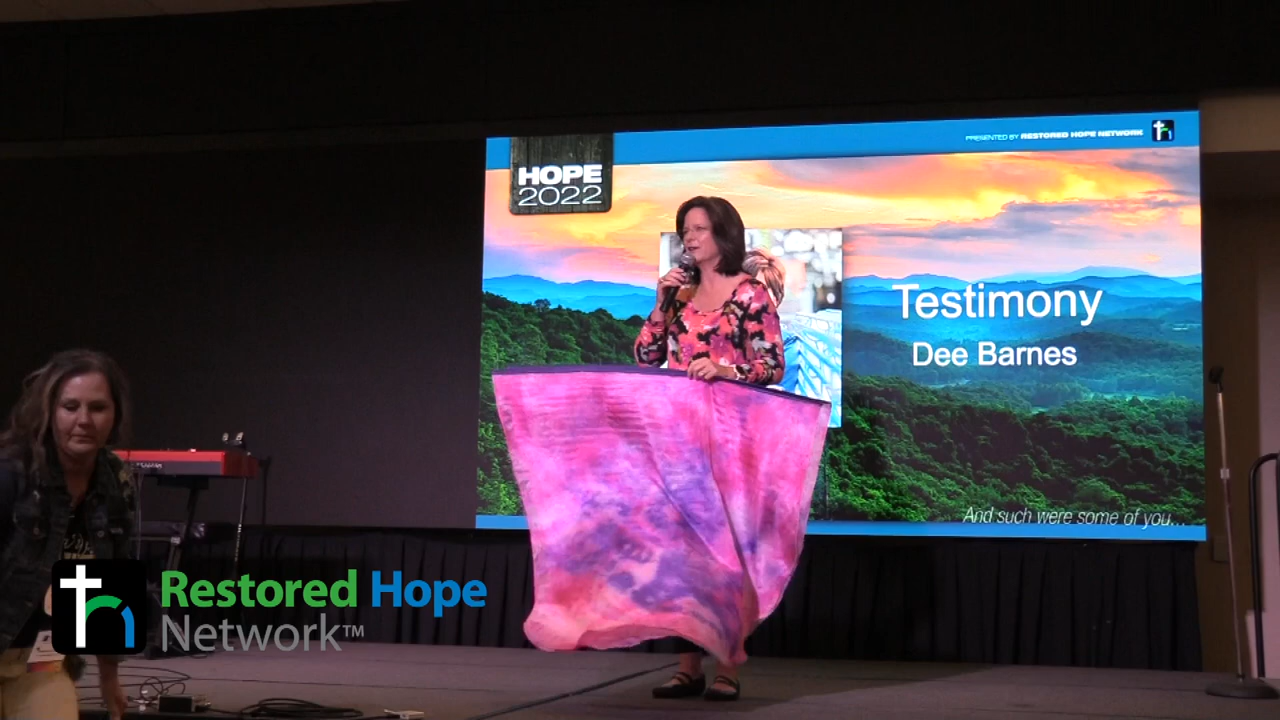 PRESENTED BY RESTORED HOPE NETWORK
HOPE
2022
Testimony
Dee Barnes
And such were some of you...
Restored Hope
Network™